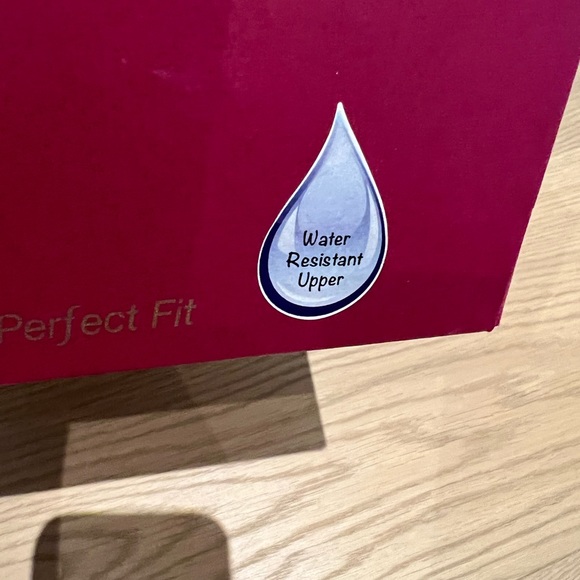 Water
Resistant
Upper
Perfect Fit